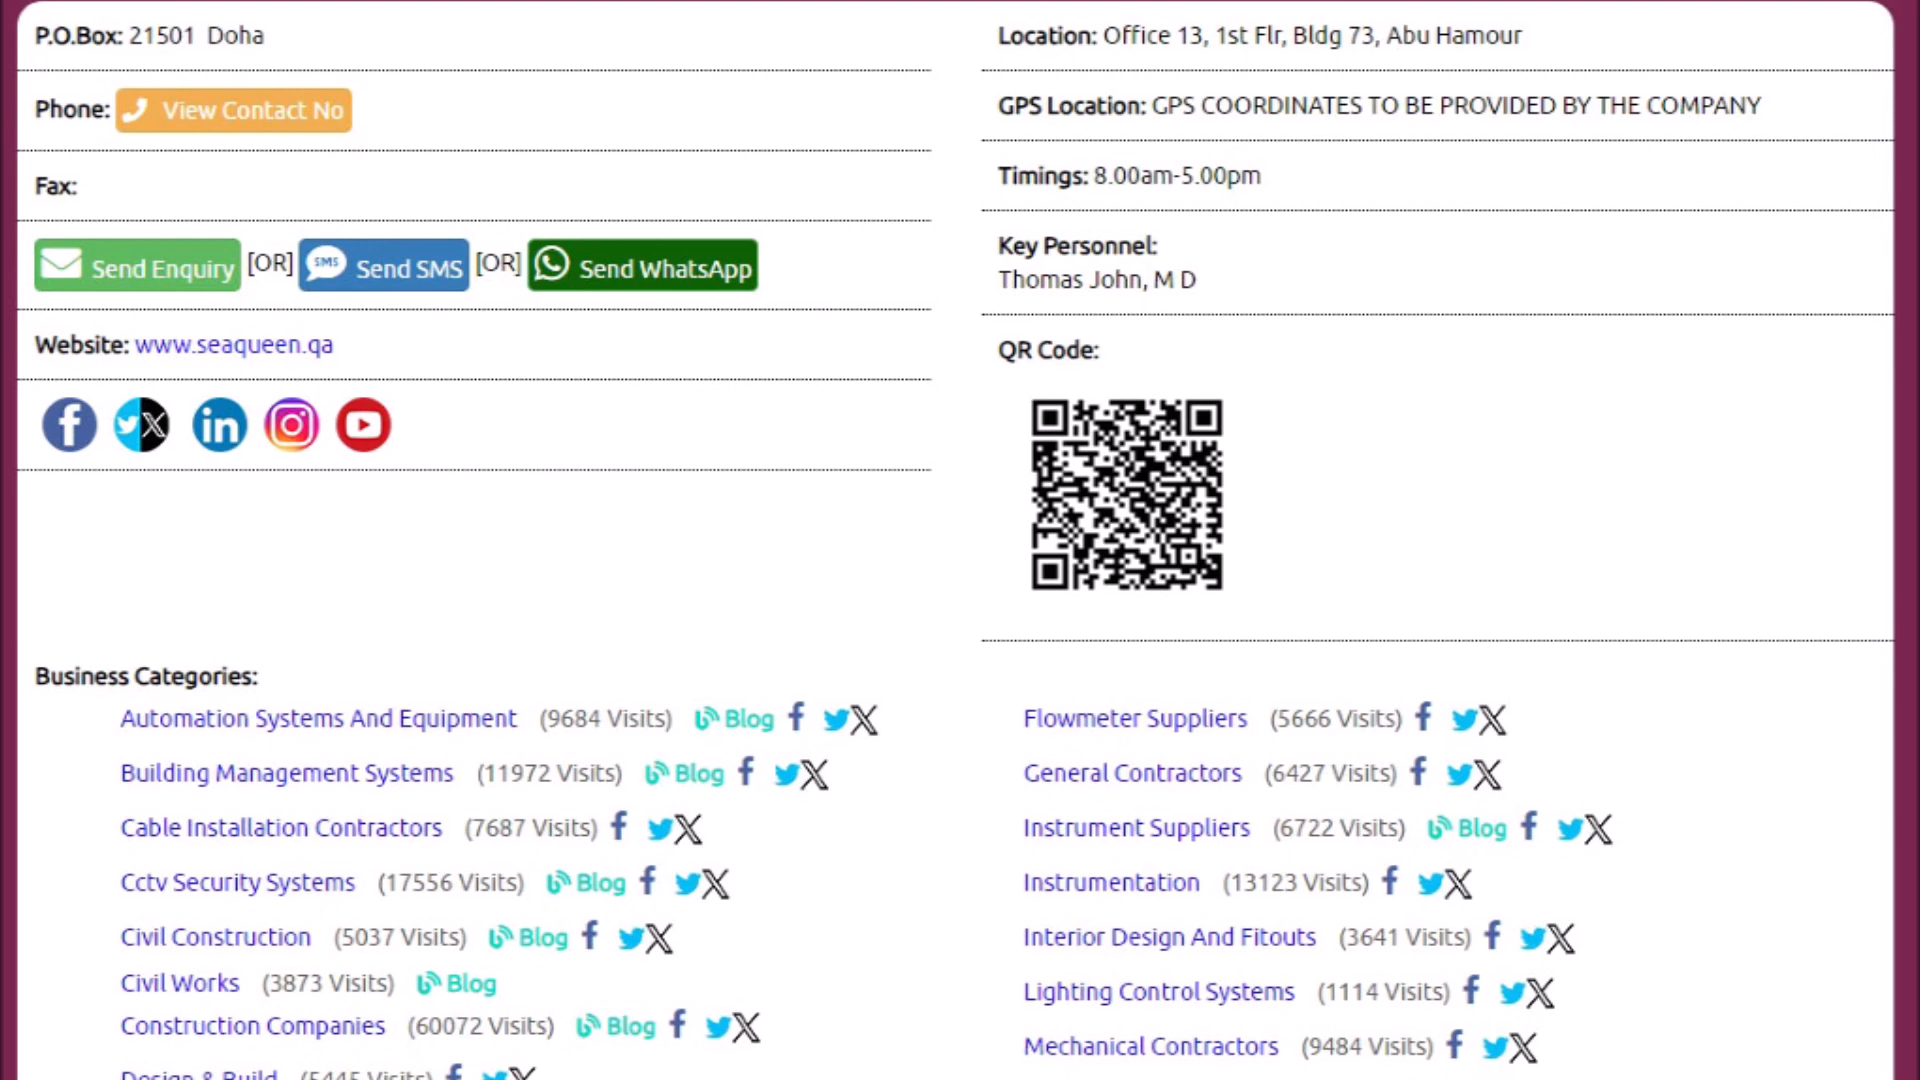 P.O.Box: 21501 Doha
Phone: View Contact No
Fax:
Send Enquiry [OR] SMS Send SMS [OR] Send WhatsApp
Website: www.seaqueen.qa
Location: Office 13, 1st Flr, Bldg 73, Abu Hamour
GPS Location: GPS COORDINATES TO BE PROVIDED BY THE COMPANY
Timings: 8.00am-5.00pm
Key Personnel:
Thomas John, M D
QR Code:
Business Categories:
Automation Systems And Equipment (9684 Visits) Blog
Building Management Systems (11972 Visits) Blog
Cable Installation Contractors (7687 Visits)
Cctv Security Systems (17556 Visits) Blog
Civil Construction (5037 Visits) Blog
Civil Works (3873 Visits) Blog
Construction Companies (60072 Visits) Blog
Design & Build (5445 Visits)
Flowmeter Suppliers (5666 Visits)
General Contractors (6427 Visits)
Instrument Suppliers (6722 Visits) Blog
Instrumentation (13123 Visits)
Interior Design And Fitouts (3641 Visits)
Lighting Control Systems (1114 Visits)
Mechanical Contractors (9484 Visits)